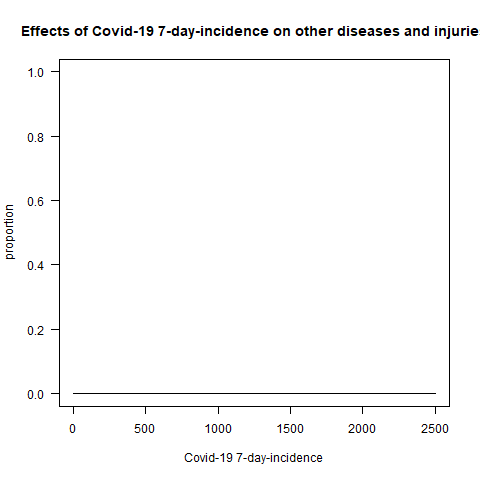 Effects of Covid-19 7-day-incidence on other diseases and injurie
1.0
0.8
0.6
0.4
0.2
0.0
proportion
0 500 1000 1500 2000 2500
Covid-19 7-day-incidence